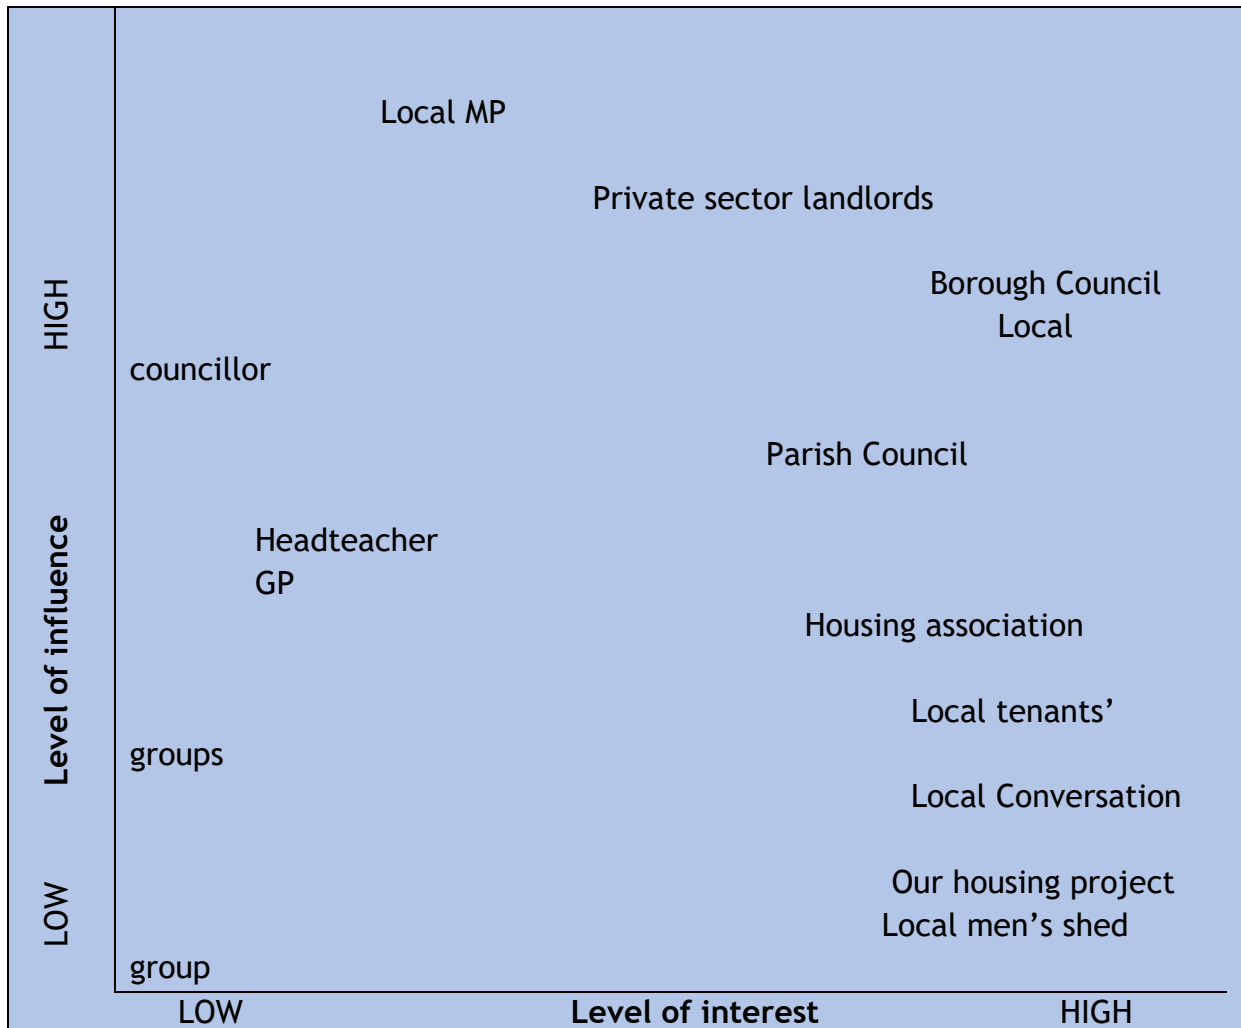 Local MP
Private sector landlords
Borough Council
Local
councillor
Parish Council
Headteacher
GP
Housing association
Local tenants’
groups
Local Conversation
Our housing project
Local men’s shed
group
HIGH
Level of influence
LOW
LOW Level of interest HIGH